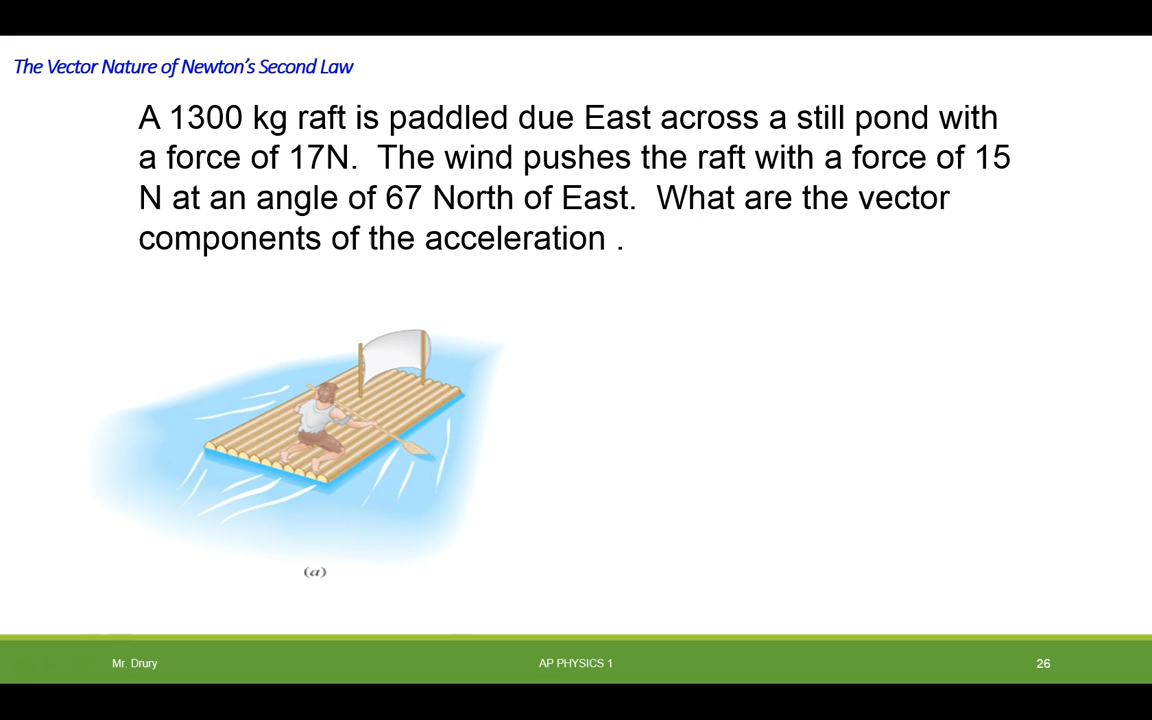 The Vector Nature of Newton's Second Law
A 1300 kg raft is paddled due East across a still pond with
a force of 17N.  The wind pushes the raft with a force of 15
N at an angle of 67 North of East.  What are the vector
components of the acceleration .
(a)
Mr. Drury
AP PHYSICS 1
26